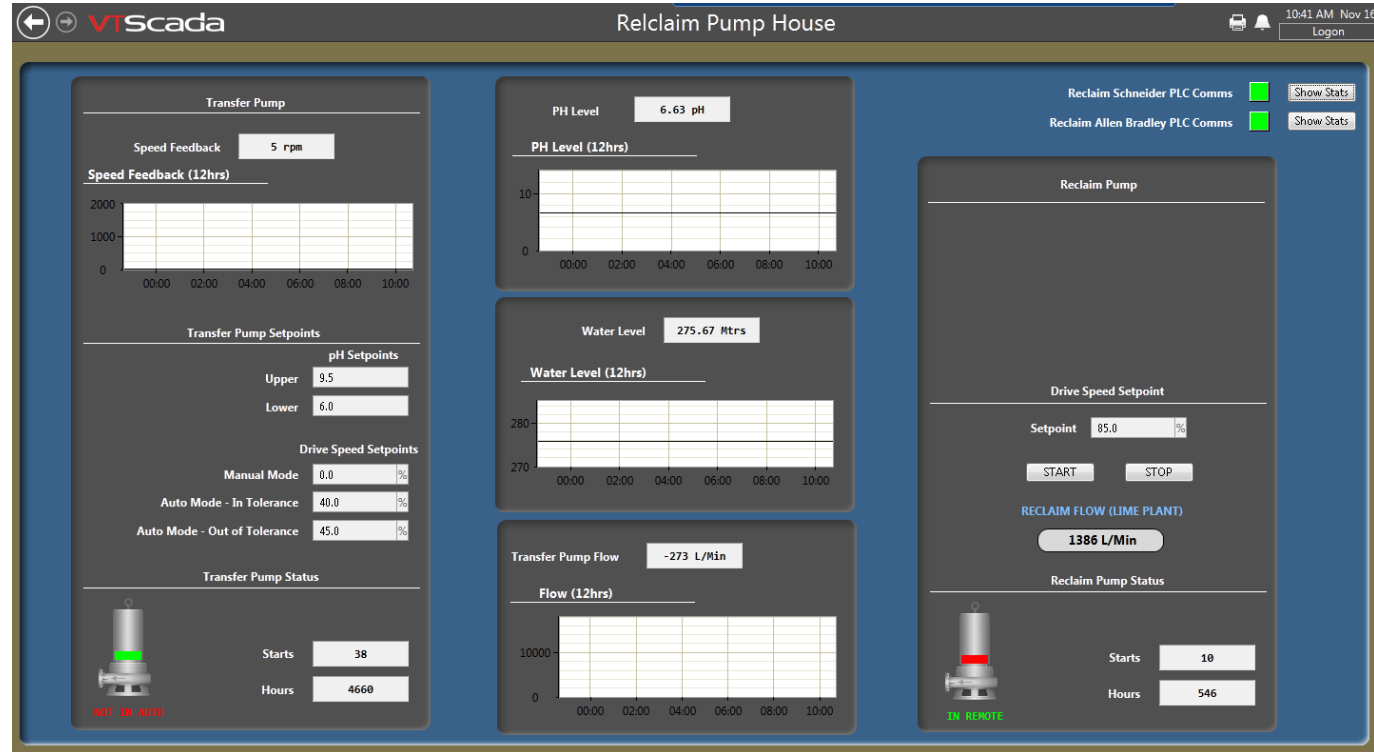 VTScada
Relclaim Pump House
10:41 AM Nov 16
Logon
Transfer Pump
Speed Feedback 5 rpm
Speed Feedback (12hrs)
2000
1000
0
00:00 02:00 04:00 06:00 08:00 10:00
Transfer Pump Setpoints
pH Setpoints
Upper 9.5
Lower 6.0
Drive Speed Setpoints
Manual Mode 0.0 %
Auto Mode - In Tolerance 40.0 %
Auto Mode - Out of Tolerance 45.0 %
Transfer Pump Status
Starts 38
Hours 4660
NOT IN AUTO
PH Level 6.63 pH
PH Level (12hrs)
10
0
00:00 02:00 04:00 06:00 08:00 10:00
Water Level 275.67 Mtrs
Water Level (12hrs)
280
270
00:00 02:00 04:00 06:00 08:00 10:00
Transfer Pump Flow -273 L/Min
Flow (12hrs)
10000
0
00:00 02:00 04:00 06:00 08:00 10:00
Reclaim Schneider PLC Comms Show Stats
Reclaim Allen Bradley PLC Comms Show Stats
Reclaim Pump
Drive Speed Setpoint
Setpoint 85.0 %
START STOP
RECLAIM FLOW (LIME PLANT)
1386 L/Min
Reclaim Pump Status
Starts 10
Hours 546
IN REMOTE